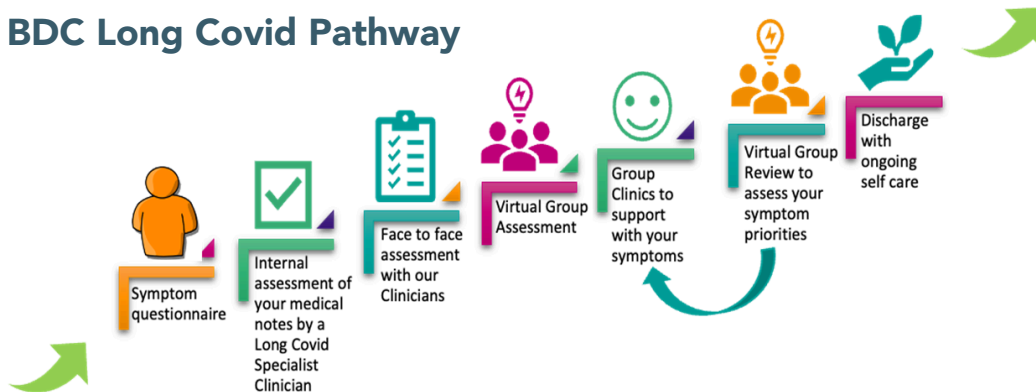 BDC Long Covid Pathway
Symptom
questionnaire
Internal
assessment of
your medical
notes by a
Long Covid
Specialist
Clinician
Face to face
assessment
with our
Clinicians
Virtual Group
Assessment
Group
Clinics to
support
with your
symptoms
Virtual Group
Review to
assess your
symptom
priorities
Discharge
with
ongoing
self care